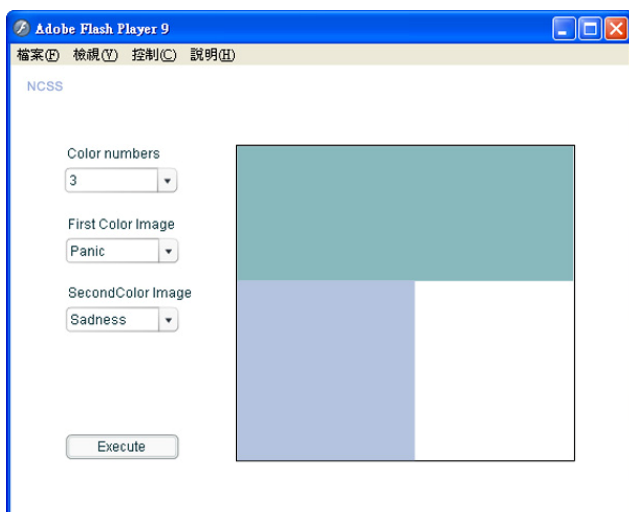 Adobe Flash Player 9
檔案(F) 檢視(V) 控制(C) 說明(H)
NCSS
Color numbers
3
First Color Image
Panic
SecondColor Image
Sadness
Execute